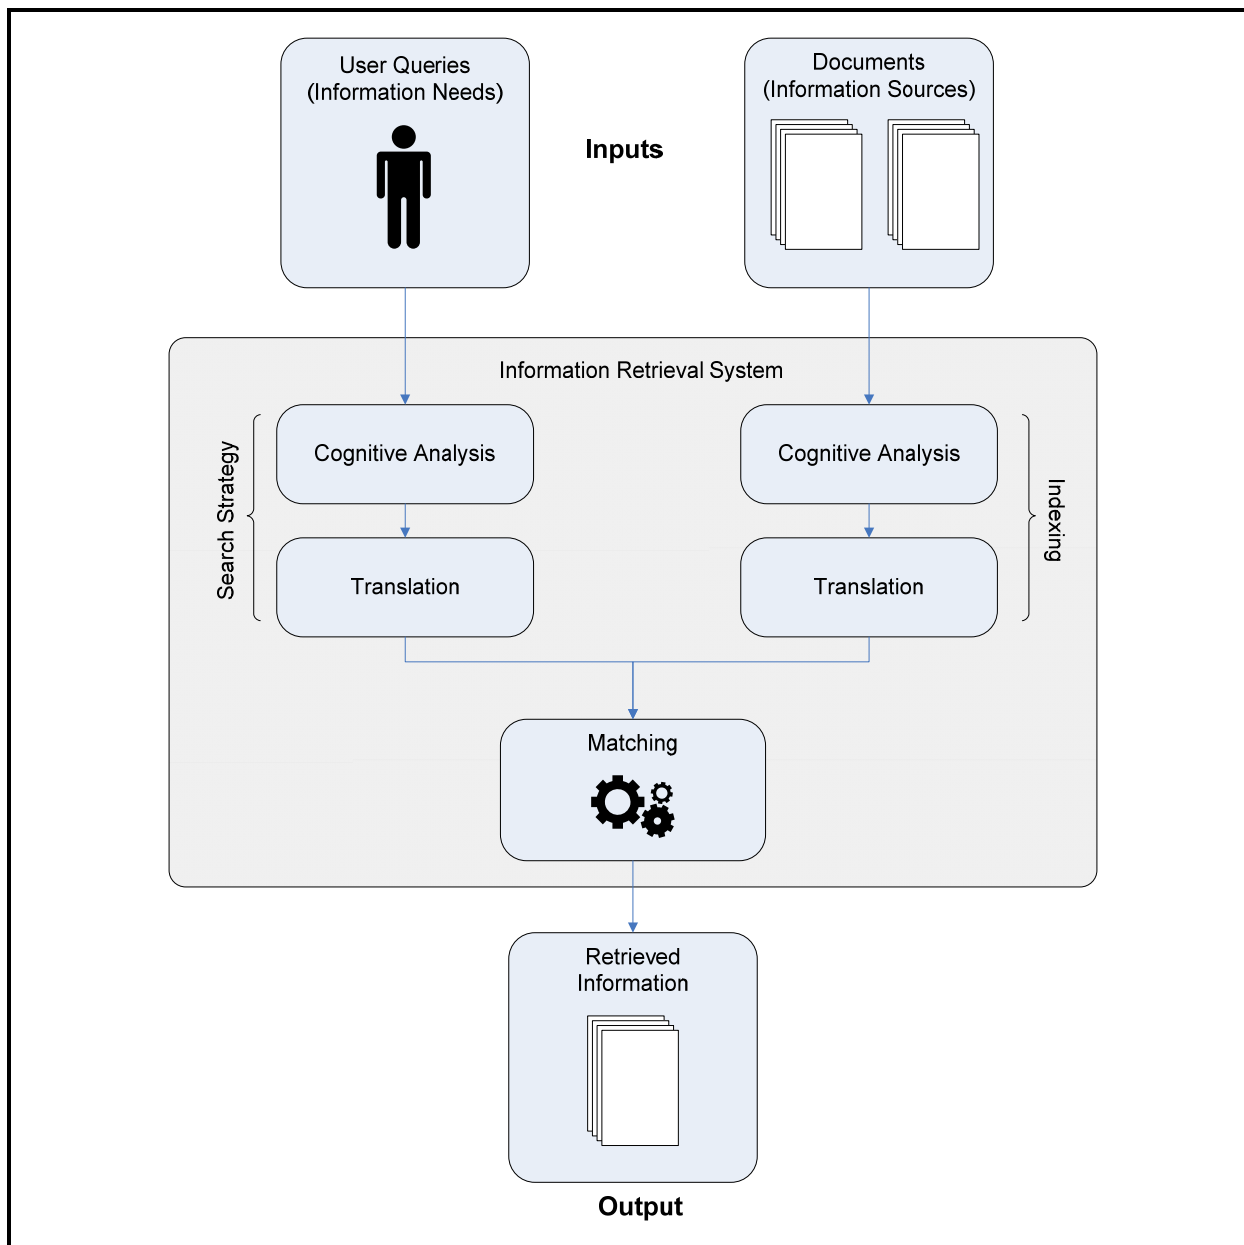 User Queries
(Information Needs)
Documents
(Information Sources)
Inputs
Information Retrieval System
Search Strategy
Cognitive Analysis
Cognitive Analysis
Indexing
Translation
Translation
Matching
Retrieved
Information
Output